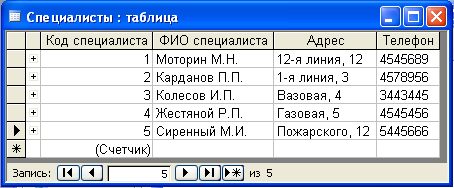 Специалисты : таблица
Код специалиста ФИО специалиста Адрес Телефон
1 Моторин М.Н. 12-я линия, 12 4545689
2 Карданов П.П. 1-я линия, 3 4578956
3 Колесов И.П. Вазовая, 4 3443445
4 Жестяной Р.П. Газовая, 5 4545456
5 Сиренный М.И. Пожарского, 12 5445666
(Счетчик)
Запись: 5 из 5